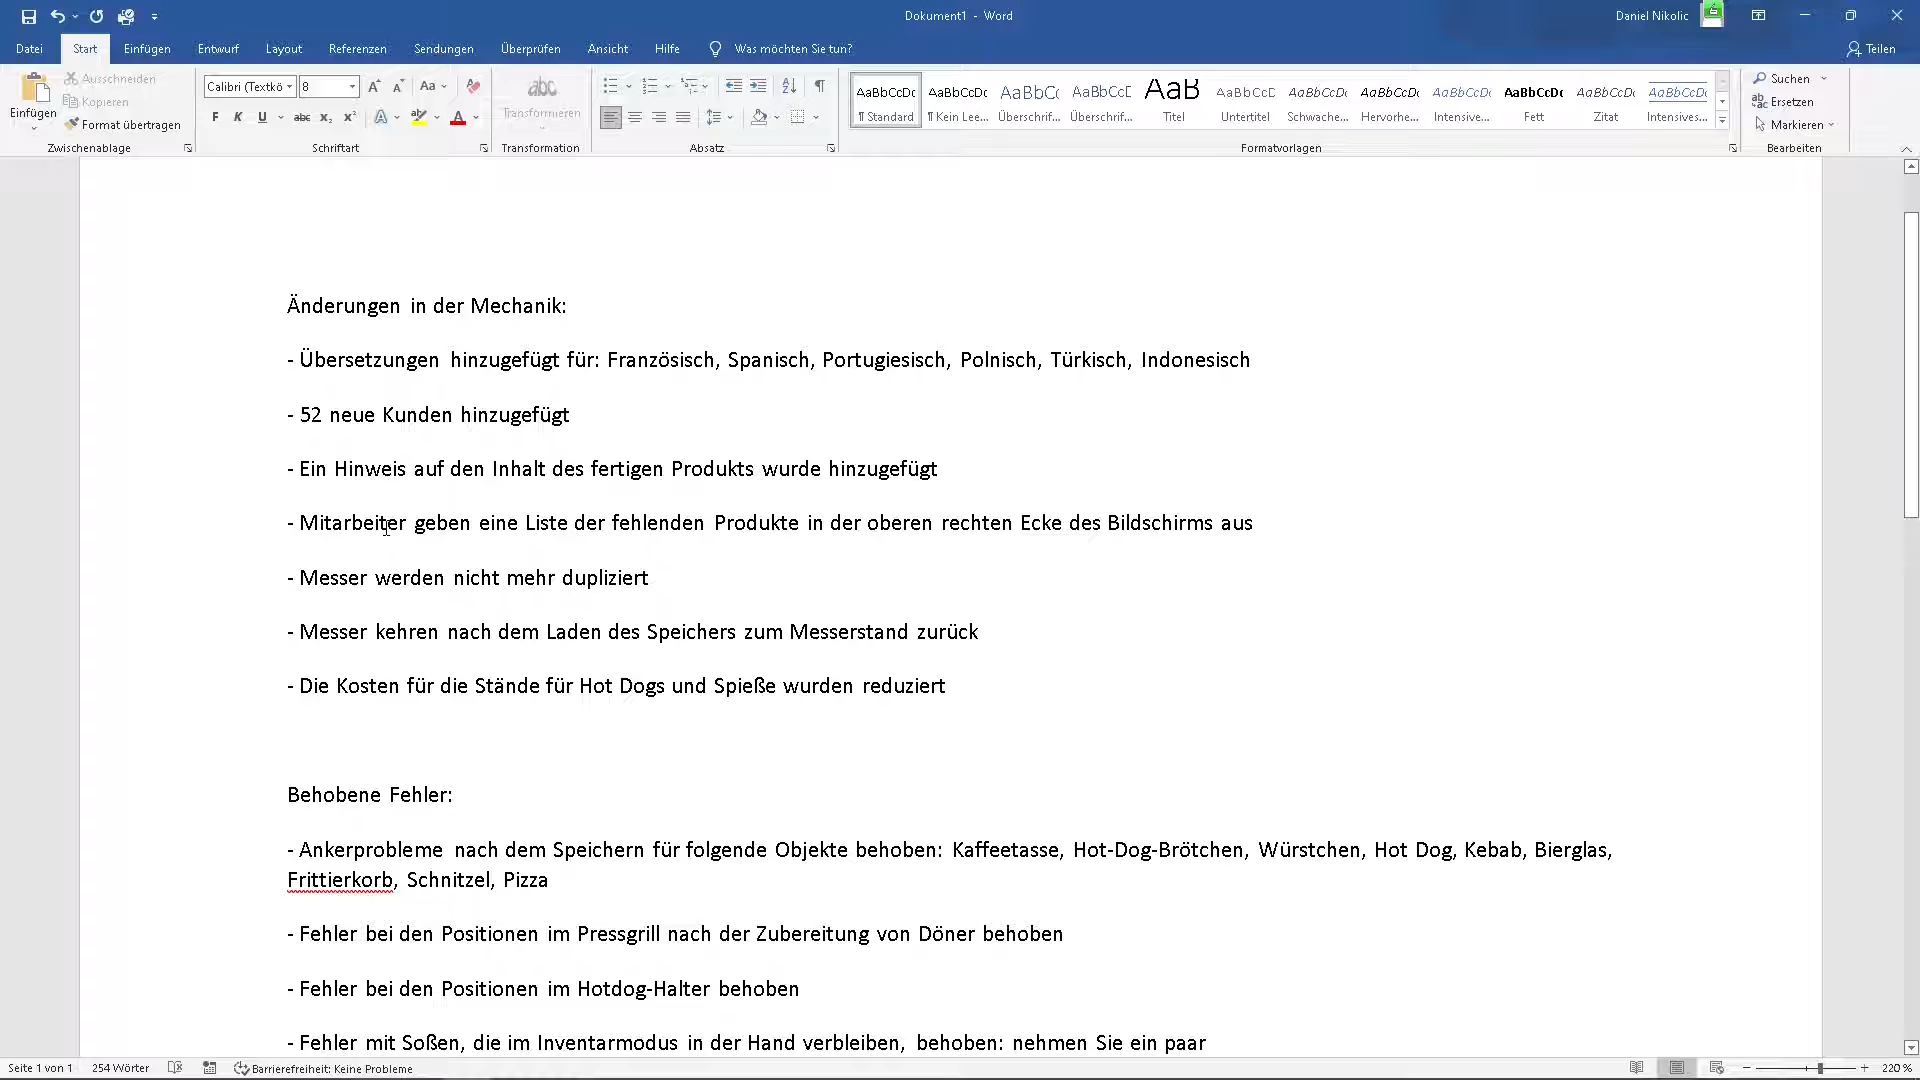 Dokument1 - Word
Daniel Nikolic
Datei Start Einfügen Entwurf Layout Referenzen Sendungen Überprüfen Ansicht Hilfe Was möchten Sie tun? Teilen
Einfügen
Ausschneiden
Kopieren
Format übertragen
Zwischenablage
Calibri (Textkö 8
Aa
F K U abc x₂ x²
A A
Schriftart
abc
Transformieren
Transformation
Absatz
AaBbCcDc AaBbCcDc AaBbC( AaBbCcE AaB AaBbCcE AaBbCcDc AaBbCcDc AaBbCcDc AaBbCcDc AaBbCcDc AaBbCcDc
¶ Standard ¶ Kein Lee... Überschrif... Überschrif... Titel Untertitel Schwache... Hervorhe... Intensive... Fett Zitat Intensives...
Formatvorlagen
Suchen
Ersetzen
Markieren
Bearbeiten
Änderungen in der Mechanik:
- Übersetzungen hinzugefügt für: Französisch, Spanisch, Portugiesisch, Polnisch, Türkisch, Indonesisch
- 52 neue Kunden hinzugefügt
- Ein Hinweis auf den Inhalt des fertigen Produkts wurde hinzugefügt
- Mitarbeiter geben eine Liste der fehlenden Produkte in der oberen rechten Ecke des Bildschirms aus
- Messer werden nicht mehr dupliziert
- Messer kehren nach dem Laden des Speichers zum Messerstand zurück
- Die Kosten für die Stände für Hot Dogs und Spieße wurden reduziert
Behobene Fehler:
- Ankerprobleme nach dem Speichern für folgende Objekte behoben: Kaffeetasse, Hot-Dog-Brötchen, Würstchen, Hot Dog, Kebab, Bierglas,
Frittierkorb, Schnitzel, Pizza
- Fehler bei den Positionen im Pressgrill nach der Zubereitung von Döner behoben
- Fehler bei den Positionen im Hotdog-Halter behoben
- Fehler mit Soßen, die im Inventarmodus in der Hand verbleiben, behoben: nehmen Sie ein paar
Seite 1 von 1 254 Wörter Barrierefreiheit: Keine Probleme 220 %